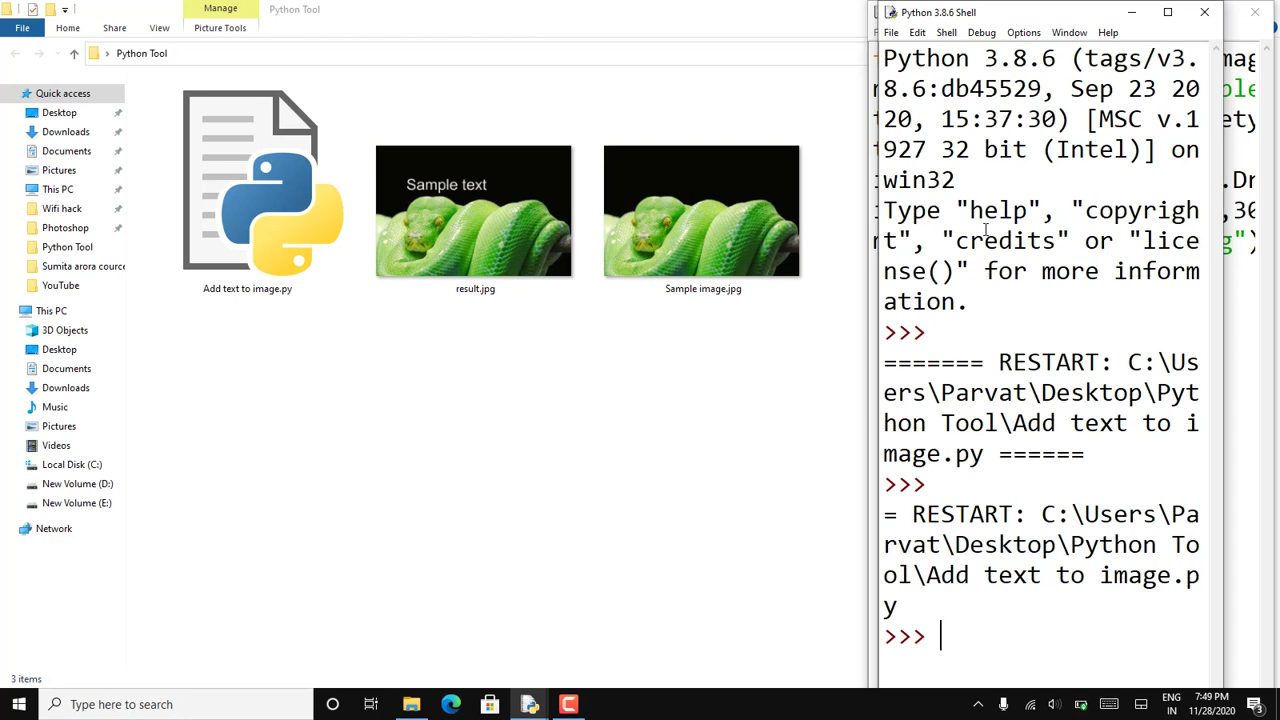 Manage
Python Tool
File
Home
Share
View
Picture Tools
Python Tool
Quick access
Desktop
Downloads
Documents
Pictures
This PC
Wifi hack
Photoshop
Python Tool
Sumita arora cource
YouTube
This PC
3D Objects
Desktop
Documents
Downloads
Music
Pictures
Videos
Local Disk (C:)
New Volume (D:)
New Volume (E:)
Network
Sample text
Add text to image.py
result.jpg
Sample image.jpg
3 items
Python 3.8.6 Shell
File Edit Shell Debug Options Window Help
Python 3.8.6 (tags/v3.
8.6:db45529, Sep 23 20
20, 15:37:30) [MSC v.1
927 32 bit (Intel)] on
win32
Type "help", "copyrigh
t", "credits" or "lice
nse()" for more inform
ation.
>>>
======= RESTART: C:\Us
ers\Parvat\Desktop\Pyt
hon Tool\Add text to i
mage.py ======
>>>
= RESTART: C:\Users\Pa
rvat\Desktop\Python To
ol\Add text to image.p
y
>>>
Type here to search
ENG
IN
7:49 PM
11/28/2020
3